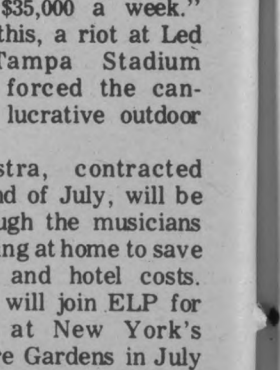 $35,000 a week."
this, a riot at Led
Tampa Stadium
forced the can-
lucrative outdoor
stra, contracted
nd of July, will be
ugh the musicians
ng at home to save
and hotel costs.
will join ELP for
at New York's
re Gardens in July